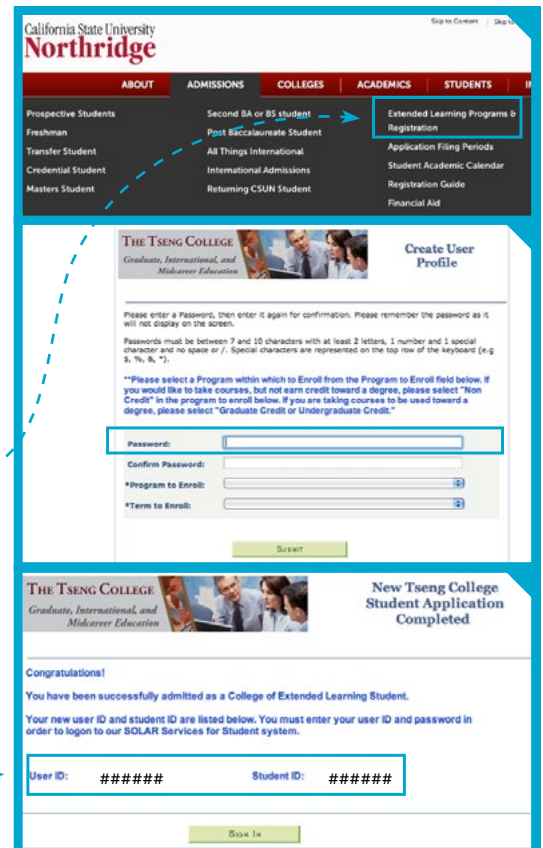 Skip to Content | Skip to
California State University
Northridge
ABOUT ADMISSIONS COLLEGES ACADEMICS STUDENTS
Prospective Students
Freshman
Transfer Student
Credential Student
Masters Student
Second BA or BS student
Post Baccalaureate Student
All Things International
International Admissions
Returning CSUN Student
Extended Learning Programs &
Registration
Application Filing Periods
Student Academic Calendar
Registration Guide
Financial Aid
THE TSENG COLLEGE
Graduate, International, and
Midcareer Education
Create User
Profile
Please enter a Password, then enter it again for confirmation. Please remember the password as it
will not display on the screen.
Passwords must be between 7 and 10 characters with at least 2 letters, 1 number and 1 special
character and no space or /. Special characters are represented on the top row of the keyboard (e.g
$, %, &, *).
**Please select a Program within which to Enroll from the Program to Enroll field below. If
you would like to take courses, but not earn credit toward a degree, please select "Non
Credit" in the program to enroll below. If you are taking courses to be used toward a
degree, please select "Graduate Credit or Undergraduate Credit."
Password:
Confirm Password:
*Program to Enroll:
*Term to Enroll:
SUBMIT
THE TSENG COLLEGE
Graduate, International, and
Midcareer Education
New Tseng College
Student Application
Completed
Congratulations!
You have been successfully admitted as a College of Extended Learning Student.
Your new user ID and student ID are listed below. You must enter your user ID and password in
order to logon to our SOLAR Services for Student system.
User ID: ###### Student ID: ######
SIGN IN